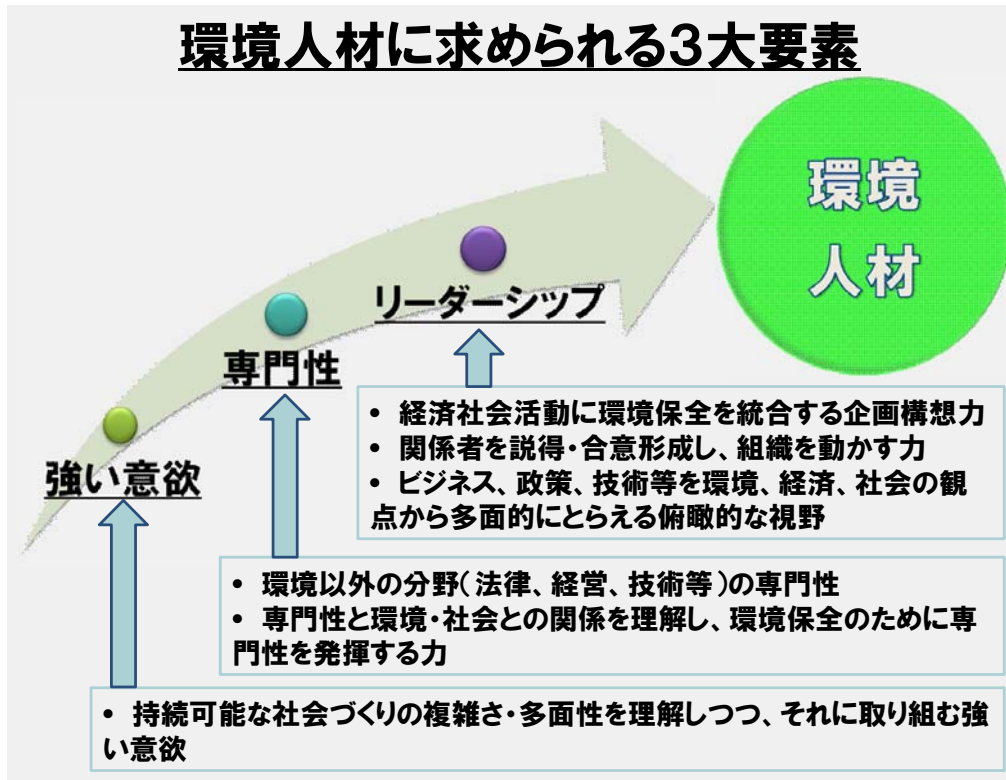 環境人材に求められる３大要素
環境
人材
リーダーシップ
専門性
強い意欲
• 経済社会活動に環境保全を統合する企画構想力
• 関係者を説得・合意形成し、組織を動かす力
• ビジネス、政策、技術等を環境、経済、社会の観
点から多面的にとらえる俯瞰的な視野
• 環境以外の分野（法律、経営、技術等）の専門性
• 専門性と環境・社会との関係を理解し、環境保全のために専
門性を発揮する力
• 持続可能な社会づくりの複雑さ・多面性を理解しつつ、それに取り組む強
い意欲